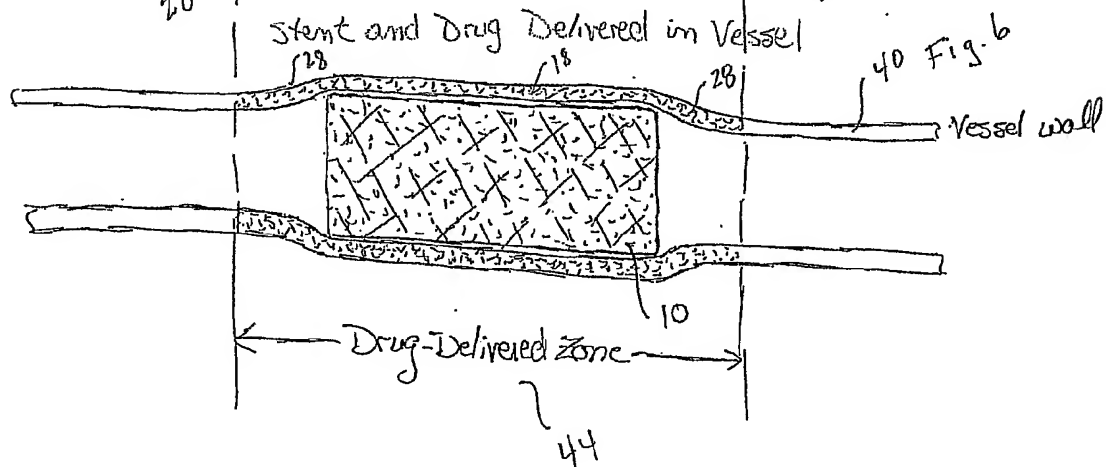 20
Stent and Drug Delivered in Vessel
28
18
28
40 Fig. 6
Vessel wall
10
Drug-Delivered Zone
44